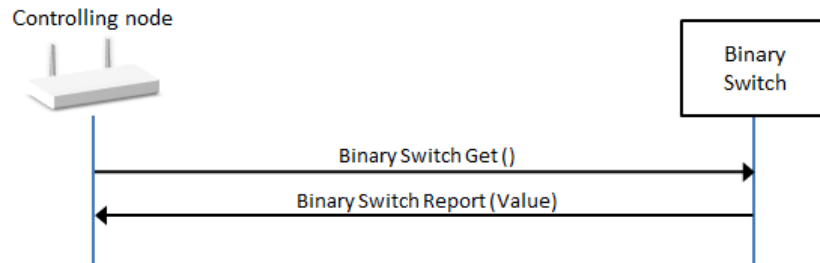 Controlling node
Binary
Switch
Binary Switch Get ()
Binary Switch Report (Value)